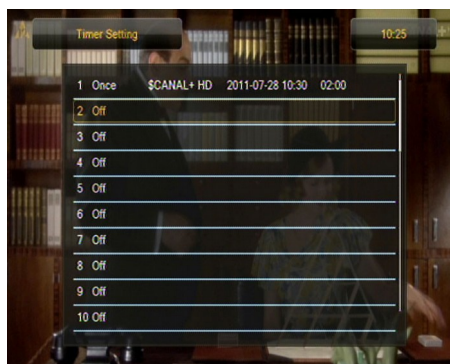 Timer Setting 10:25
1 Once $CANAL+ HD 2011-07-28 10:30 02:00
2 Off
3 Off
4 Off
5 Off
6 Off
7 Off
8 Off
9 Off
10 Off